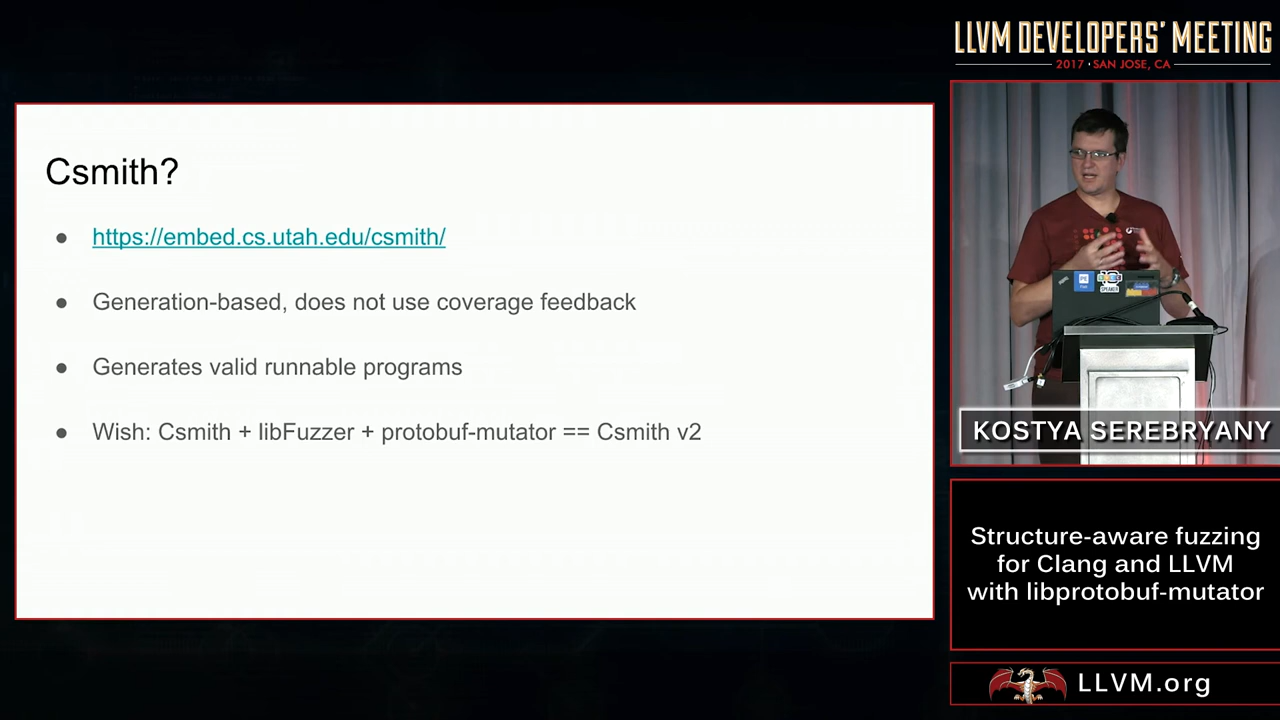 LLVM DEVELOPERS' MEETING
2017 • SAN JOSE, CA
Csmith?
● https://embed.cs.utah.edu/csmith/
● Generation-based, does not use coverage feedback
● Generates valid runnable programs
● Wish: Csmith + libFuzzer + protobuf-mutator == Csmith v2
SPEAKER
KOSTYA SEREBRYANY
Structure-aware fuzzing
for Clang and LLVM
with libprotobuf-mutator
LLVM.org